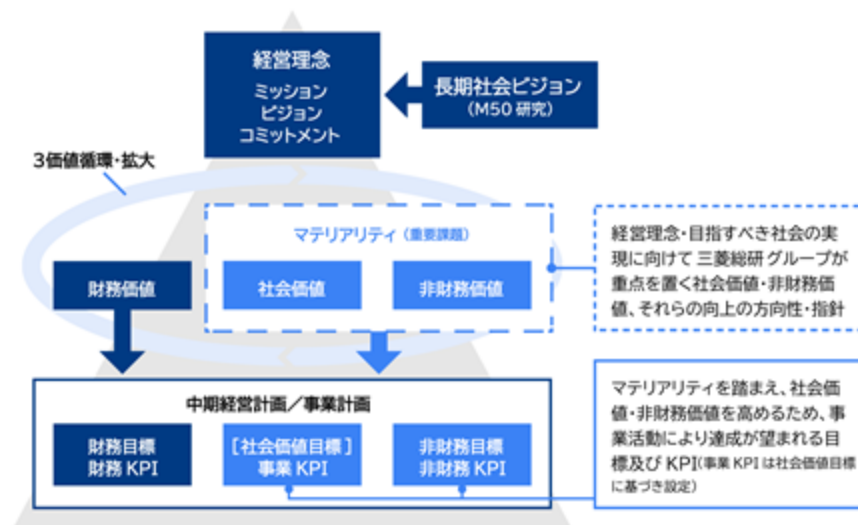 経営理念
ミッション
ビジョン
コミットメント
長期社会ビジョン
(M50 研究)
3価値循環・拡大
マテリアリティ(重要課題)
財務価値
社会価値
非財務価値
経営理念・目指すべき社会の実
現に向けて 三菱総研 グループが
重点を置く社会価値・非財務価
値、それらの向上の方向性・指針
中期経営計画/事業計画
財務目標
財務 KPI
[社会価値目標]
事業 KPI
非財務目標
非財務 KPI
マテリアリティを踏まえ、社会価
値・非財務価値を高めるため、事
業活動により達成が望まれる目
標及び KPI(事業 KPI は社会価値目標
に基づき設定)